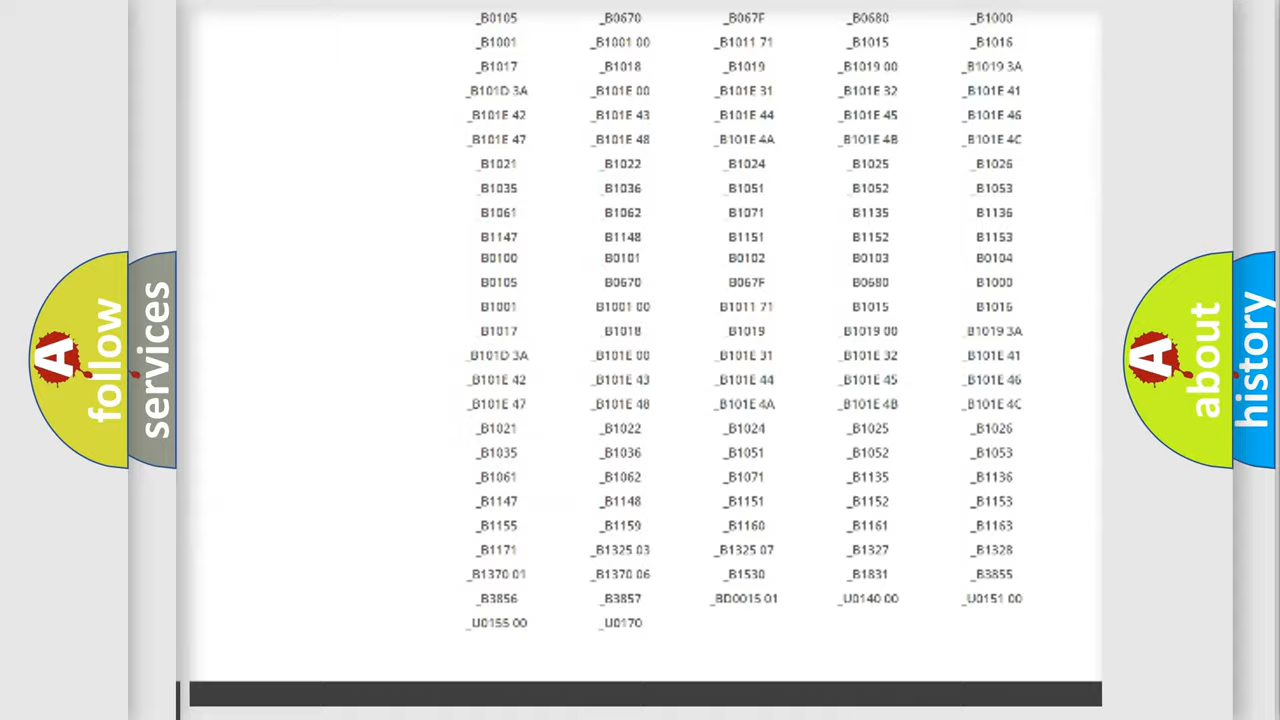 _B0105 _B0670 _B067F _B0680 _B1000
_B1001 _B1001 00 _B1011 71 _B1015 _B1016
_B1017 _B1018 _B1019 _B1019 00 _B1019 3A
_B101D 3A _B101E 00 _B101E 31 _B101E 32 _B101E 41
_B101E 42 _B101E 43 _B101E 44 _B101E 45 _B101E 46
_B101E 47 _B101E 48 _B101E 4A _B101E 4B _B101E 4C
_B1021 _B1022 _B1024 _B1025 _B1026
_B1035 _B1036 _B1051 _B1052 _B1053
B1061 B1062 B1071 B1135 B1136
B1147 B1148 B1151 B1152 B1153
B0100 B0101 B0102 B0103 B0104
B0105 B0670 B067F B0680 B1000
B1001 B1001 00 B1011 71 B1015 B1016
B1017 B1018 B1019 B1019 00 _B1019 3A
_B101D 3A _B101E 00 _B101E 31 _B101E 32 _B101E 41
_B101E 42 _B101E 43 _B101E 44 _B101E 45 _B101E 46
_B101E 47 _B101E 48 _B101E 4A _B101E 4B _B101E 4C
_B1021 _B1022 _B1024 _B1025 _B1026
_B1035 _B1036 _B1051 _B1052 _B1053
_B1061 _B1062 _B1071 _B1135 _B1136
_B1147 _B1148 _B1151 _B1152 _B1153
_B1155 _B1159 _B1160 _B1161 _B1163
_B1171 _B1325 03 _B1325 07 _B1327 _B1328
_B1370 01 _B1370 06 _B1530 _B1831 _B3855
_B3856 _B3857 _BD0015 01 _U0140 00 _U0151 00
_U0155 00 _U0170
A follow
services
A about
history